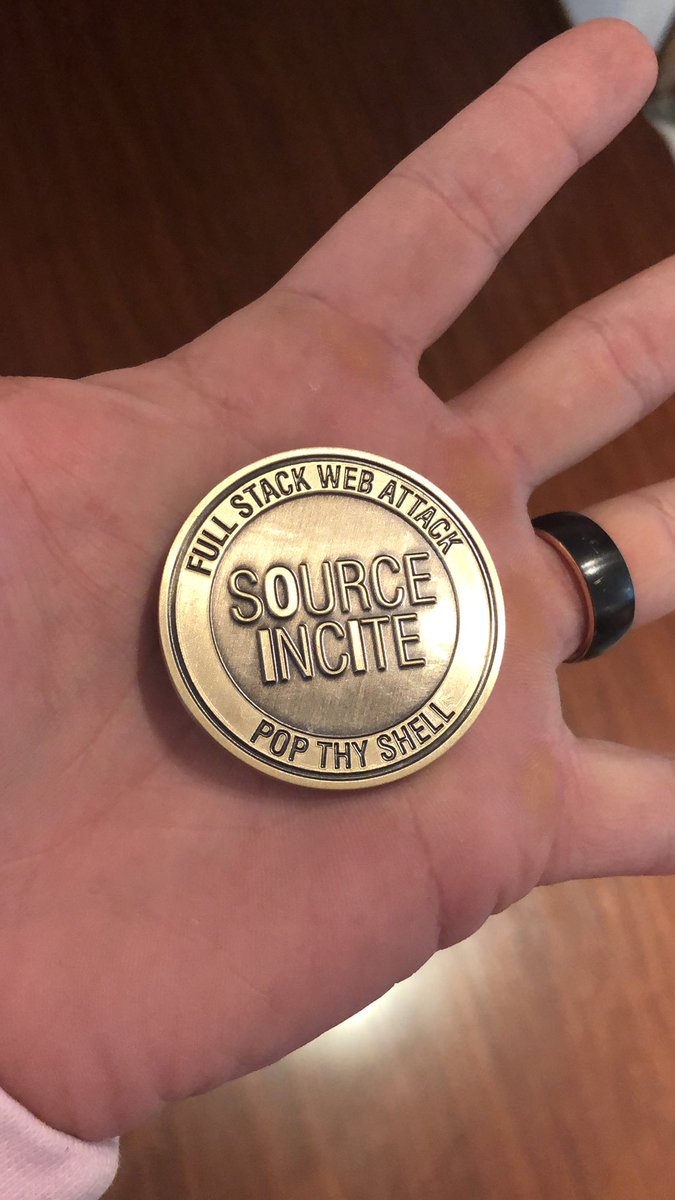 FULL STACK WEB ATTACK
SOURCE
INCITE
POP THY SHELL